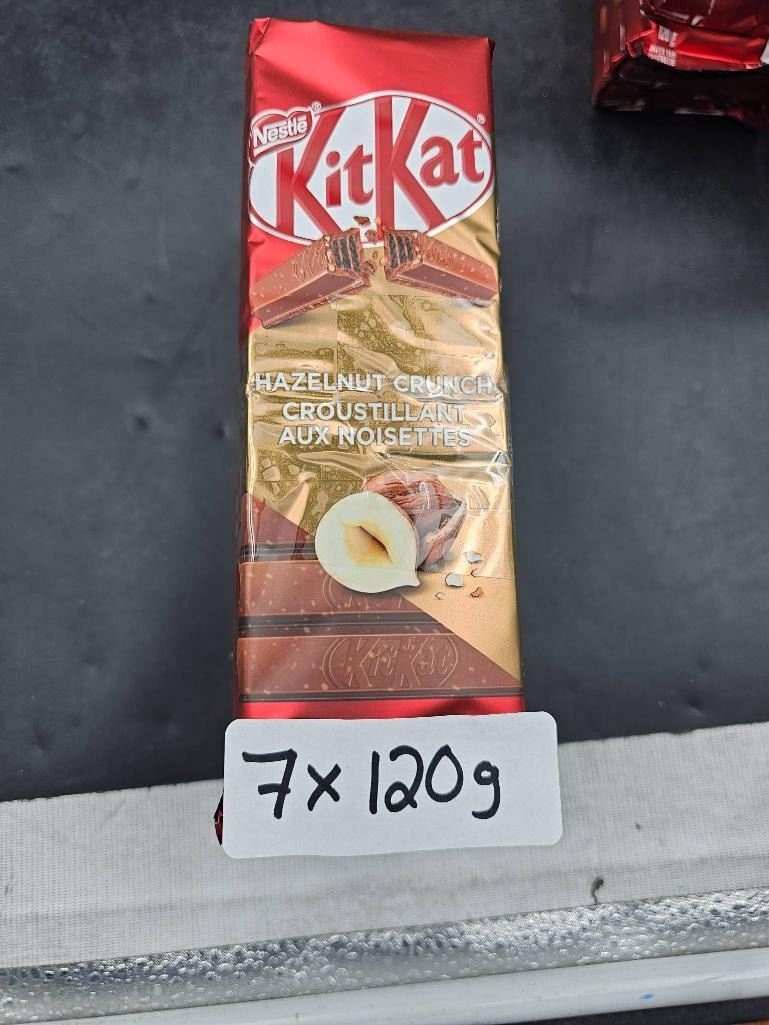 Nestlé®
KitKat®
HAZELNUT CRUNCH
CROUSTILLANT
AUX NOISETTES
KitKat
7x120g